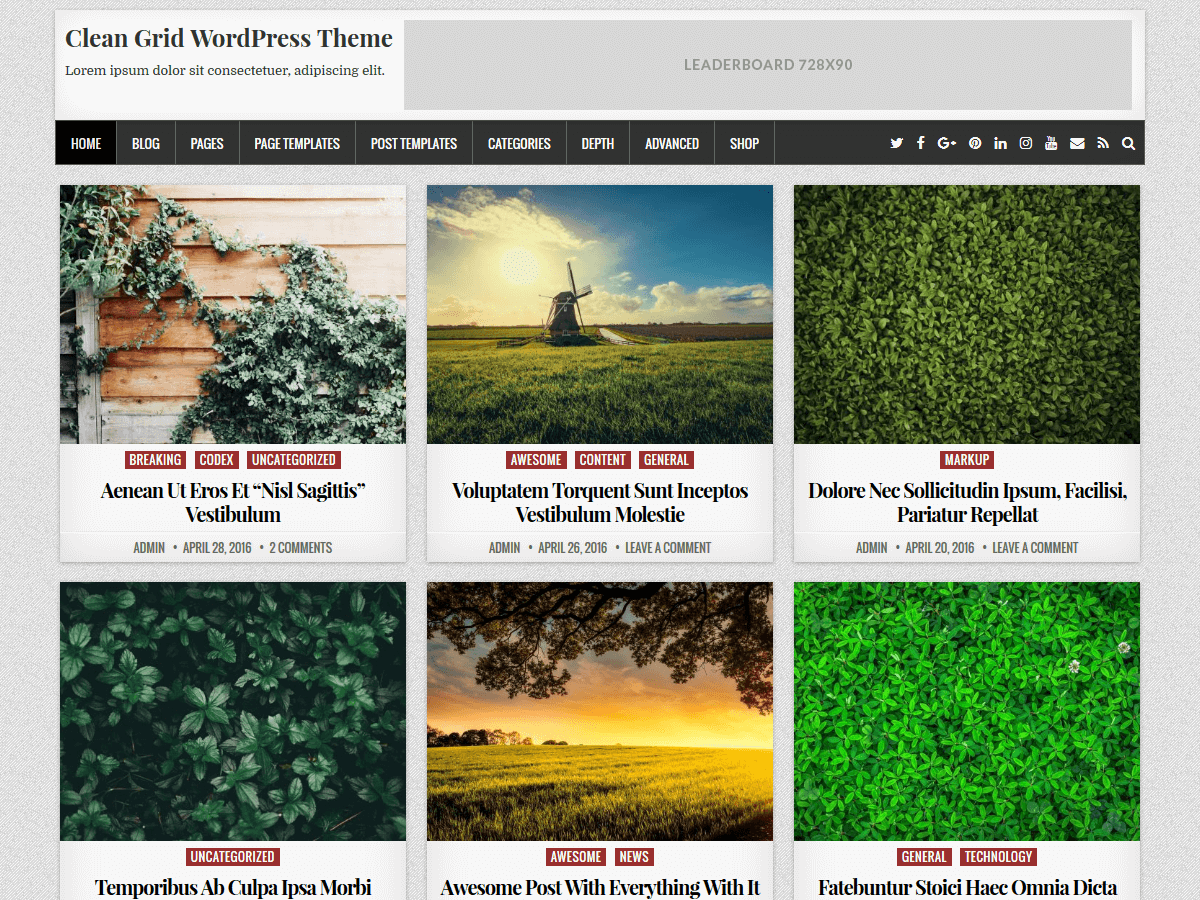 Clean Grid WordPress Theme
Lorem ipsum dolor sit consectetuer, adipiscing elit.
LEADERBOARD 728X90
HOME BLOG PAGES PAGE TEMPLATES POST TEMPLATES CATEGORIES DEPTH ADVANCED SHOP
BREAKING CODEX UNCATEGORIZED
Aenean Ut Eros Et “Nisl Sagittis”
Vestibulum
ADMIN • APRIL 28, 2016 • 2 COMMENTS
AWESOME CONTENT GENERAL
Voluptatem Torquent Sunt Inceptos
Vestibulum Molestie
ADMIN • APRIL 26, 2016 • LEAVE A COMMENT
MARKUP
Dolore Nec Sollicitudin Ipsum, Facilisi,
Pariatur Repellat
ADMIN • APRIL 20, 2016 • LEAVE A COMMENT
UNCATEGORIZED
Temporibus Ab Culpa Ipsa Morbi
AWESOME NEWS
Awesome Post With Everything With It
GENERAL TECHNOLOGY
Fatebuntur Stoici Haec Omnia Dicta